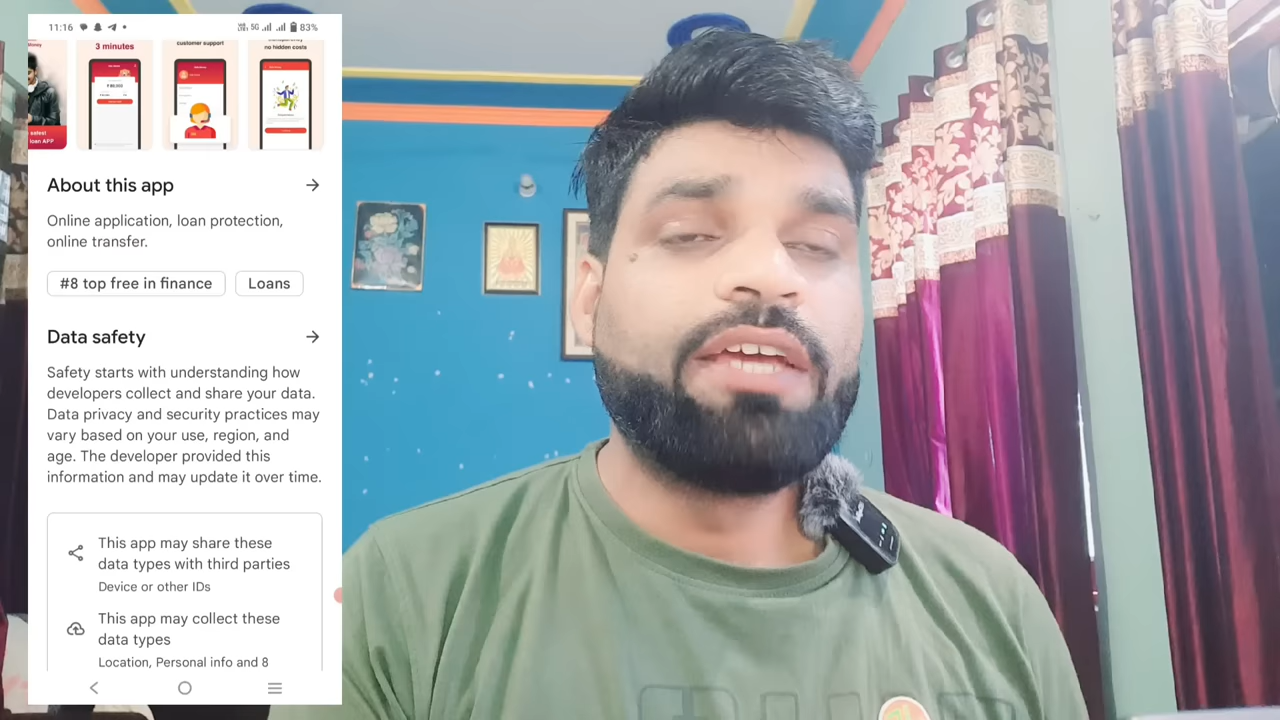 11:16
5G
83%
Money
3 minutes
customer support
no hidden costs
safest
loan APP
About this app
Online application, loan protection,
online transfer.
#8 top free in finance
Loans
Data safety
Safety starts with understanding how
developers collect and share your data.
Data privacy and security practices may
vary based on your use, region, and
age. The developer provided this
information and may update it over time.
This app may share these
data types with third parties
Device or other IDs
This app may collect these
data types
Location, Personal info and 8